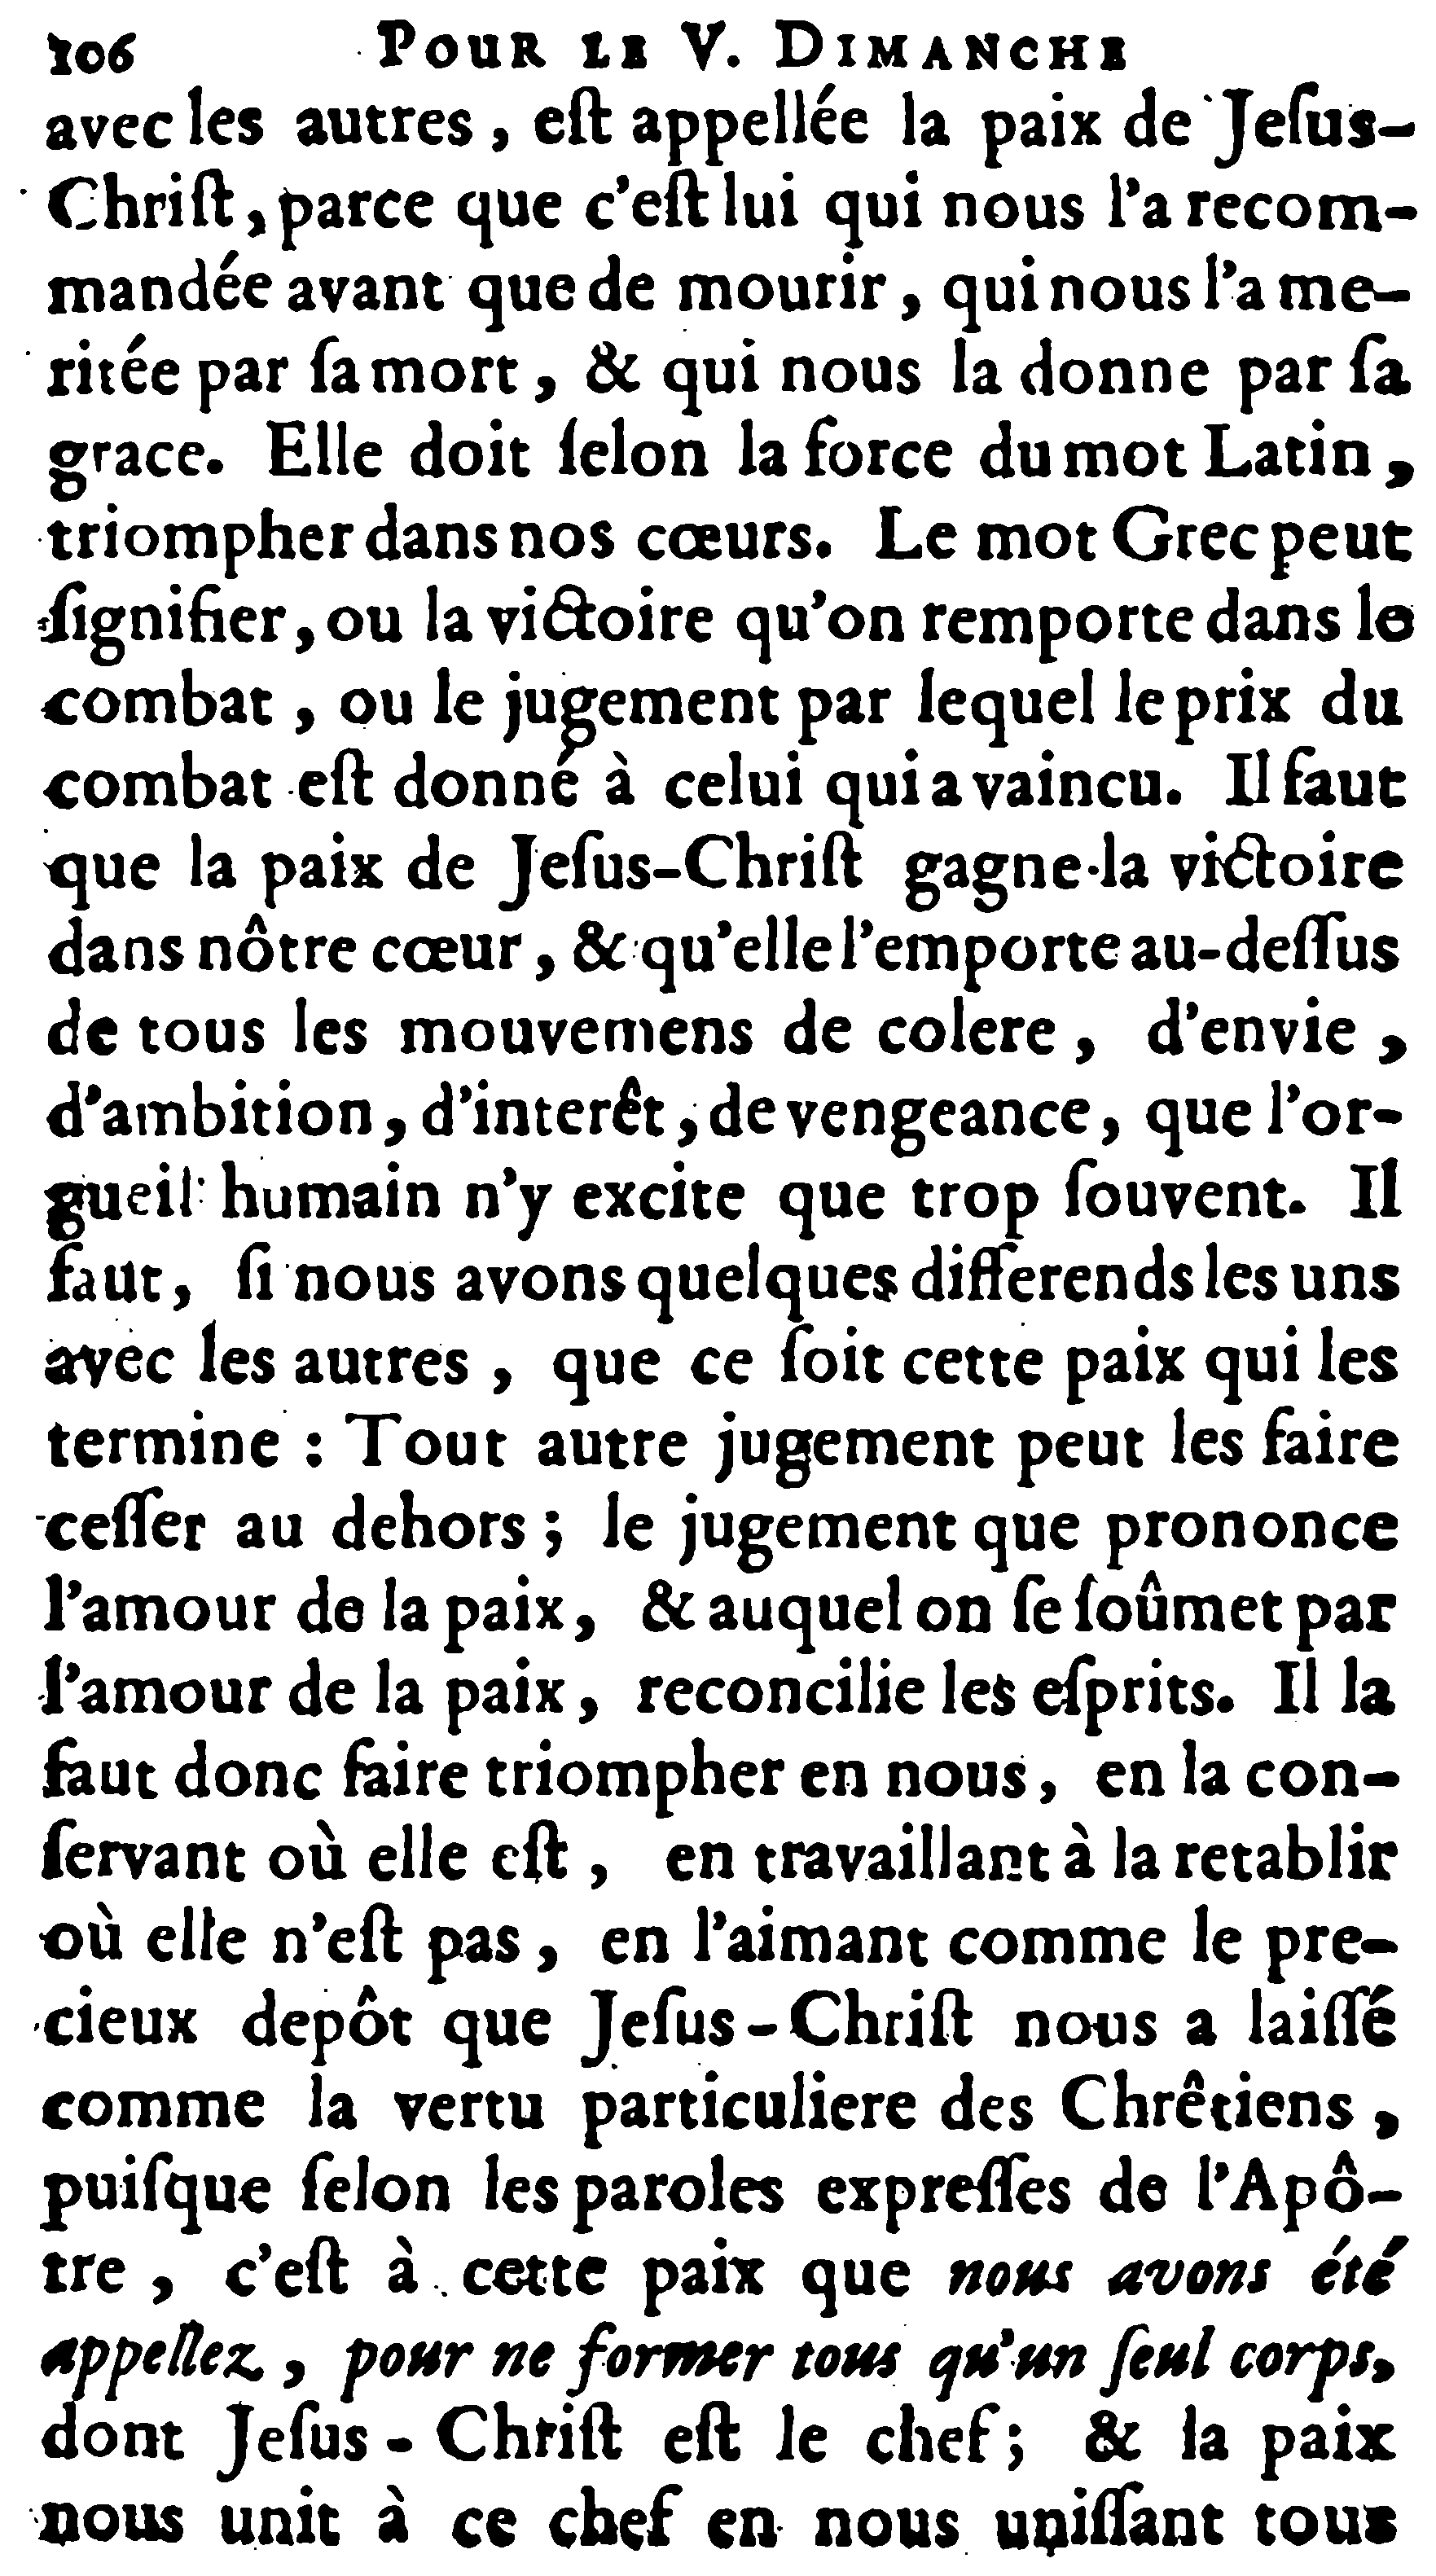 106 POUR LE V. DIMANCHE
avec les autres, eſt appellée la paix de Jeſus-
Chriſt, parce que c'eſt lui qui nous l'a recom-
mandée avant que de mourir, qui nous l'a me-
ritée par ſa mort, & qui nous la donne par ſa
grace. Elle doit ſelon la force du mot Latin,
triompher dans nos cœurs. Le mot Grec peut
ſignifier, ou la victoire qu'on remporte dans le
combat, ou le jugement par lequel le prix du
combat eſt donné à celui qui a vaincu. Il faut
que la paix de Jeſus-Chriſt gagne la victoire
dans nôtre cœur, & qu'elle l'emporte au-deſſus
de tous les mouvemens de colere, d'envie,
d'ambition, d'interêt, de vengeance, que l'or-
gueil humain n'y excite que trop ſouvent. Il
faut, ſi nous avons quelques differends les uns
avec les autres, que ce ſoit cette paix qui les
termine : Tout autre jugement peut les faire
ceſſer au dehors ; le jugement que prononce
l'amour de la paix, & auquel on ſe ſoûmet par
l'amour de la paix, reconcilie les eſprits. Il la
faut donc faire triompher en nous, en la con-
ſervant où elle eſt, en travaillant à la retablir
où elle n'eſt pas, en l'aimant comme le pre-
cieux depôt que Jeſus-Chriſt nous a laiſſé
comme la vertu particuliere des Chrêtiens,
puiſque ſelon les paroles expreſſes de l'Apô-
tre, c'eſt à cette paix que nous avons été
appellez, pour ne former tous qu'un ſeul corps,
dont Jeſus-Chriſt eſt le chef ; & la paix
nous unit à ce chef en nous uniſſant tous